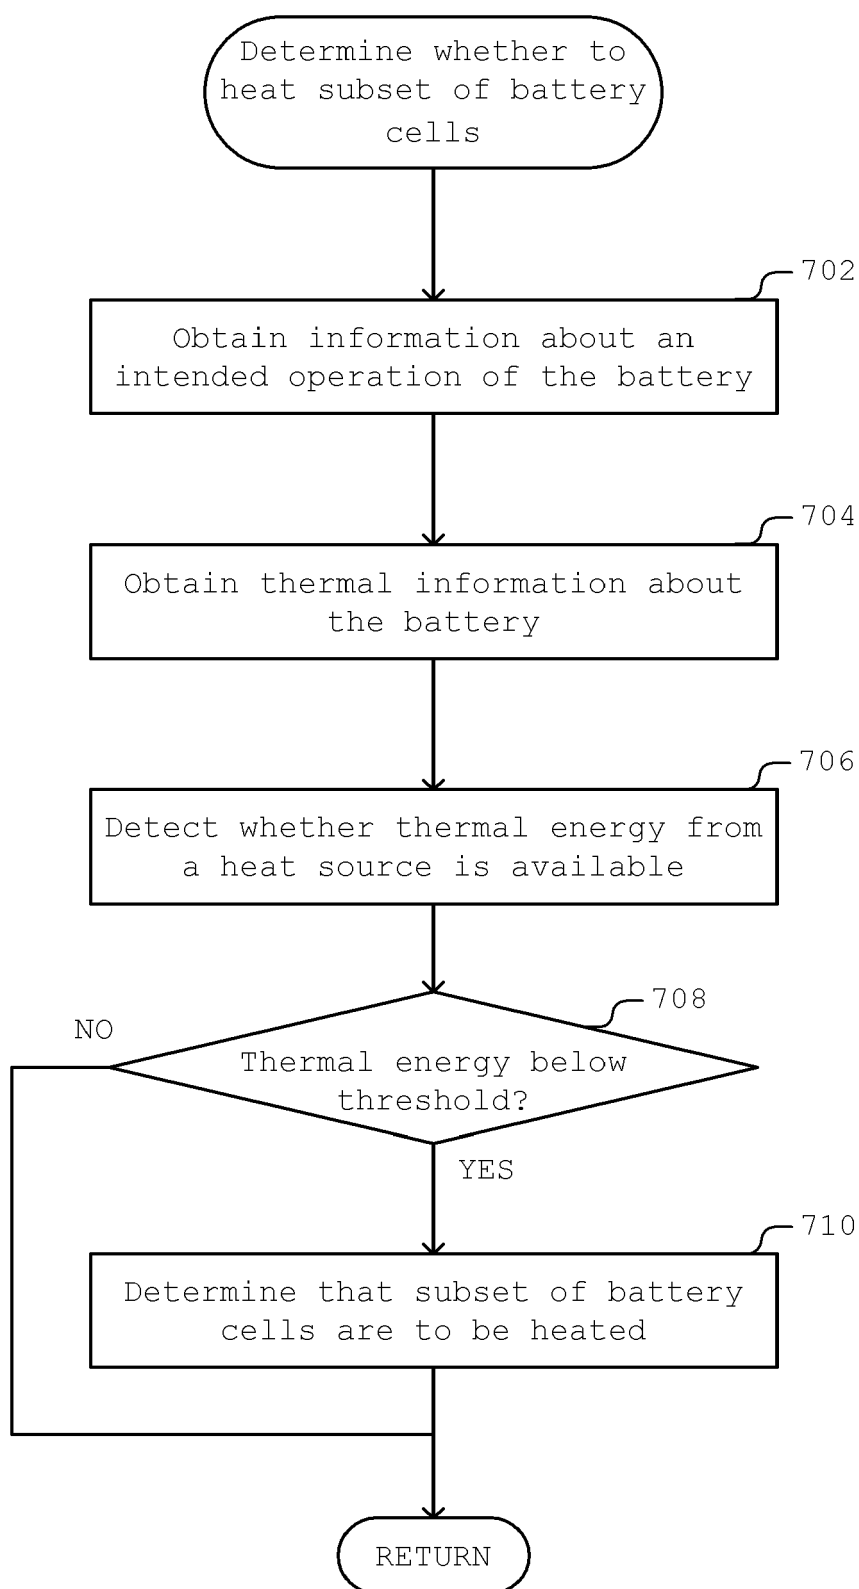 Determine whether to
heat subset of battery
cells
702
Obtain information about an
intended operation of the battery
704
Obtain thermal information about
the battery
706
Detect whether thermal energy from
a heat source is available
708
NO
Thermal energy below
threshold?
YES
710
Determine that subset of battery
cells are to be heated
RETURN